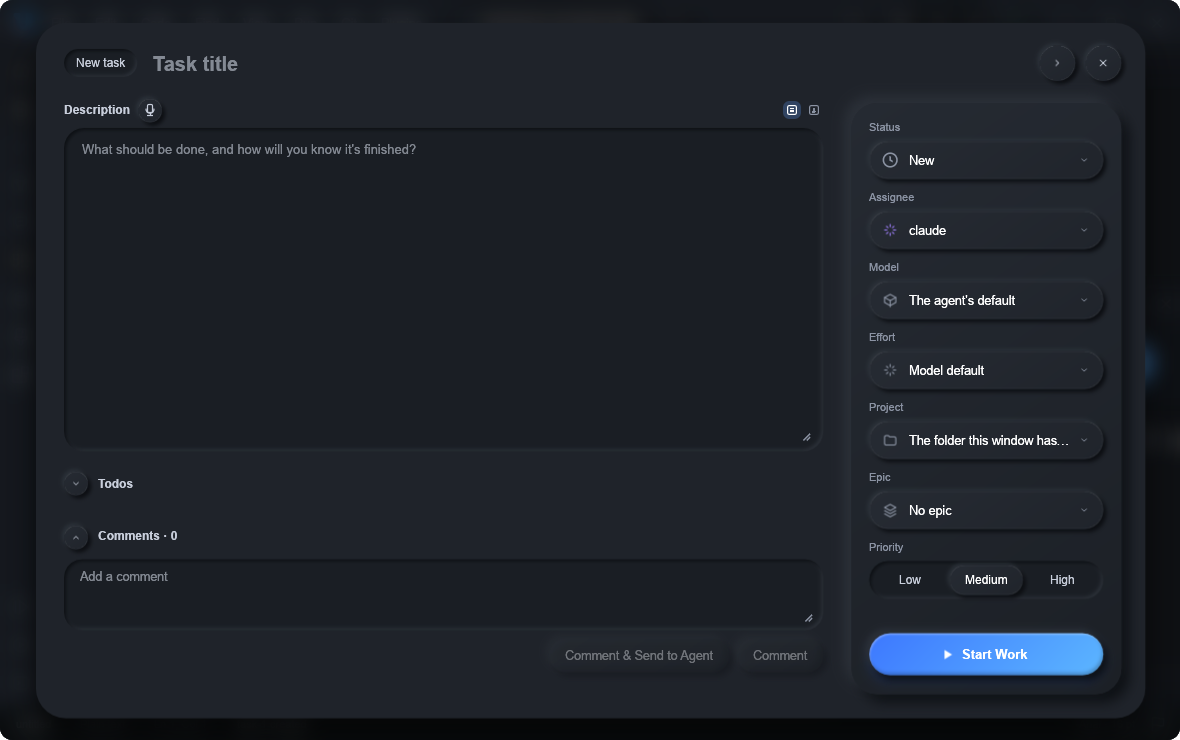 New task
Task title
Description
What should be done, and how will you know it's finished?
Todos
Comments · 0
Add a comment
Comment & Send to Agent
Comment
Status
New
Assignee
claude
Model
The agent's default
Effort
Model default
Project
The folder this window has…
Epic
No epic
Priority
Low Medium High
Start Work